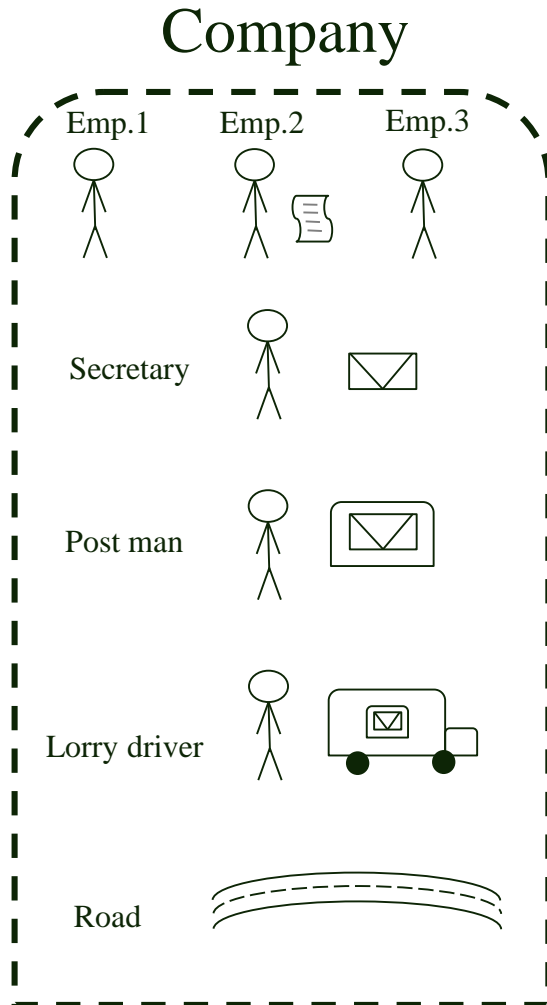 Company
Emp.1 Emp.2 Emp.3
Secretary
Post man
Lorry driver
Road